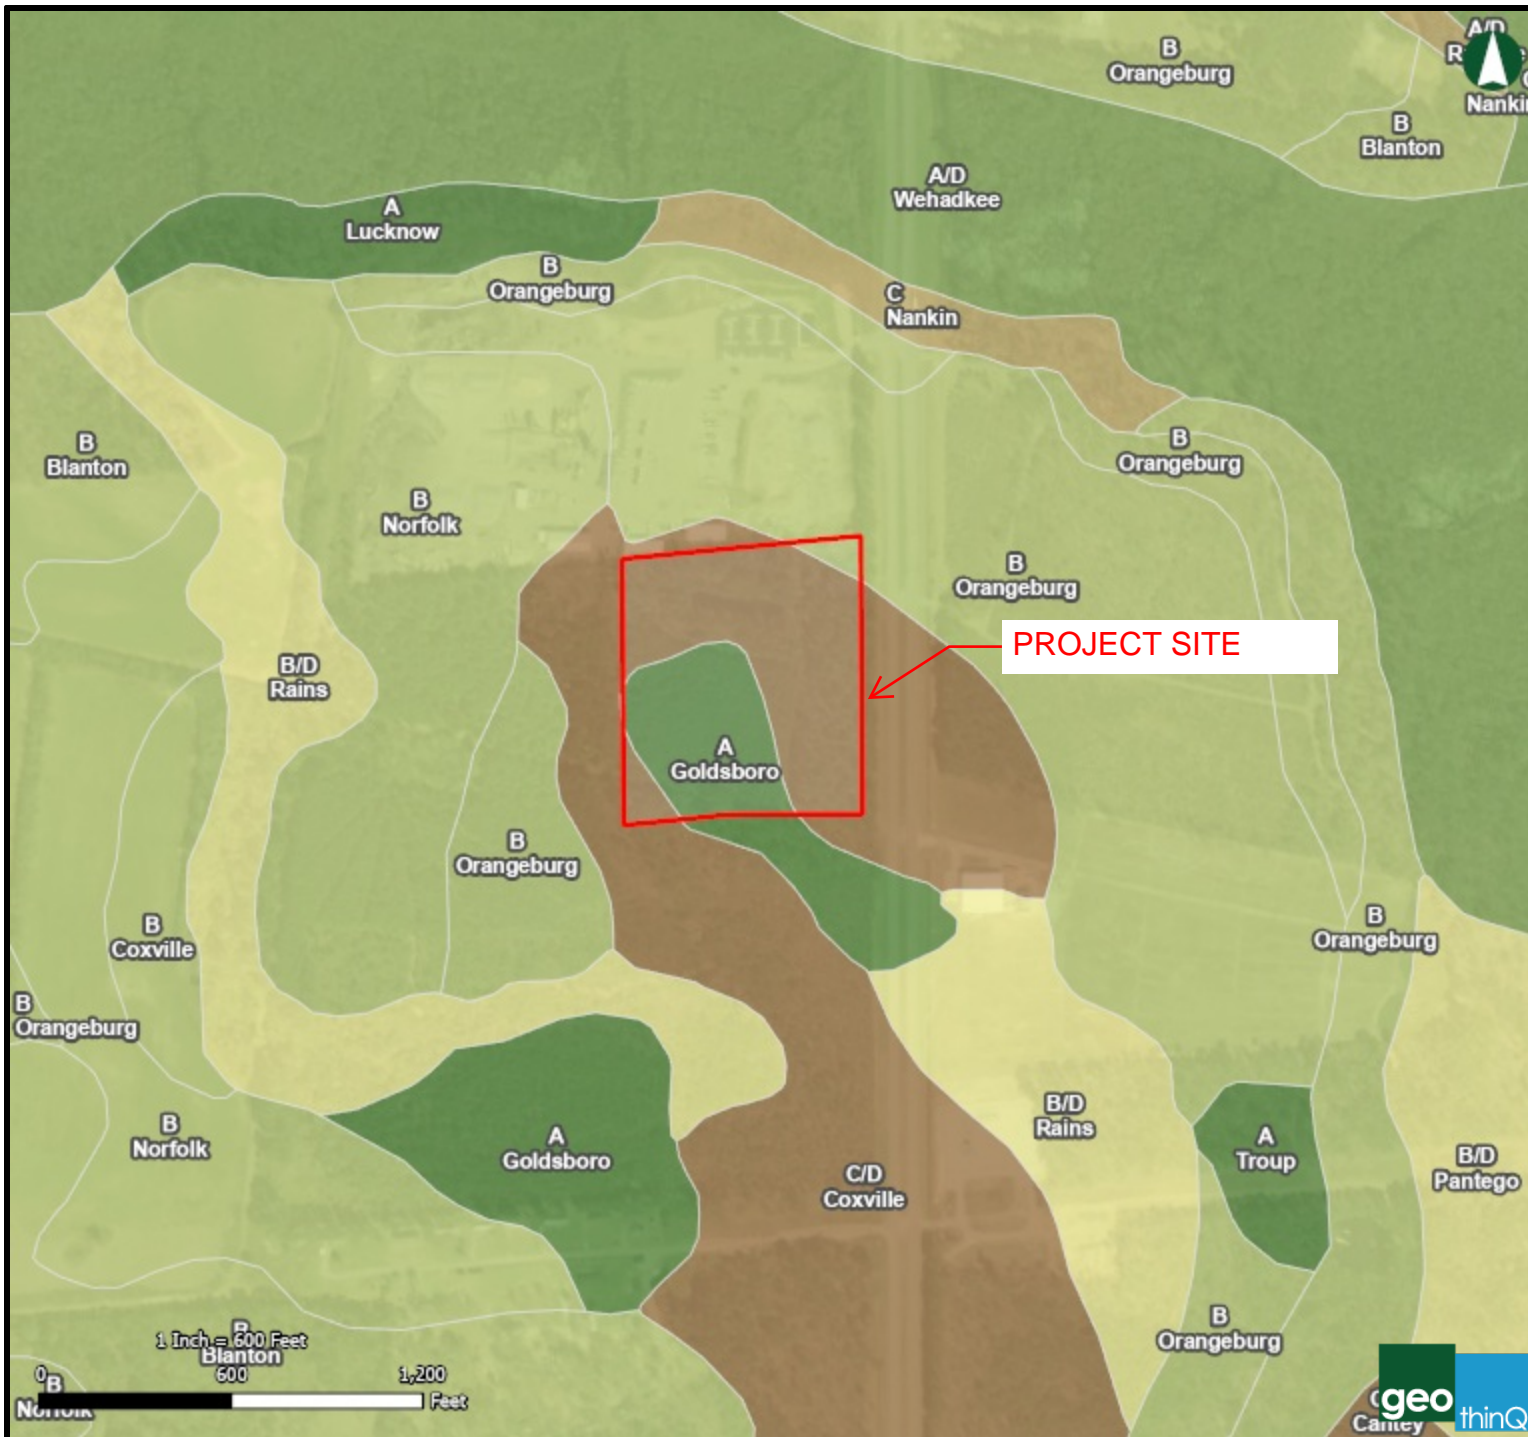 A/D
B
Orangeburg
Nankin
B
Blanton
A/D
Wehadkee
A
Lucknow
B
Orangeburg
C
Nankin
B
Blanton
B
Orangeburg
B
Norfolk
B
Orangeburg
PROJECT SITE
B/D
Rains
A
Goldsboro
B
Orangeburg
B
Coxville
B
Orangeburg
B
Orangeburg
B/D
Rains
B
Norfolk
A
Goldsboro
A
Troup
B/D
Pantego
C/D
Coxville
B
Orangeburg
B
1 Inch = 600 Feet
Blanton
0 600 1,200
Feet
B
Norfolk
Cantey
geo
thinQ